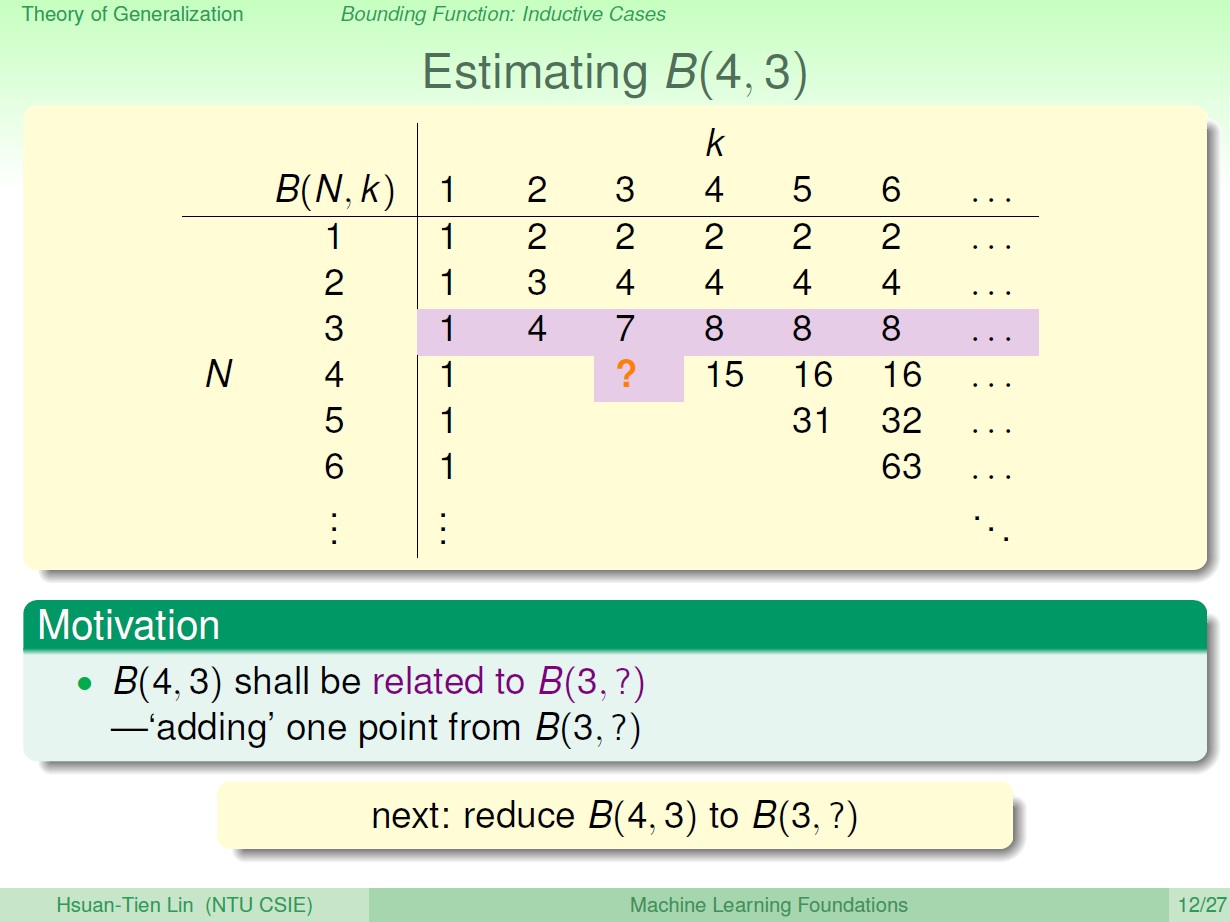 Theory of Generalization Bounding Function: Inductive Cases
Estimating B(4, 3)
k
B(N, k) 1 2 3 4 5 6 . . .
1 1 2 2 2 2 2 . . .
2 1 3 4 4 4 4 . . .
3 1 4 7 8 8 8 . . .
N 4 1 ? 15 16 16 . . .
5 1 31 32 . . .
6 1 63 . . .
⋮ ⋮ ⋱
Motivation
• B(4, 3) shall be related to B(3, ?)
—‘adding’ one point from B(3, ?)
next: reduce B(4, 3) to B(3, ?)
Hsuan-Tien Lin (NTU CSIE) Machine Learning Foundations 12/27